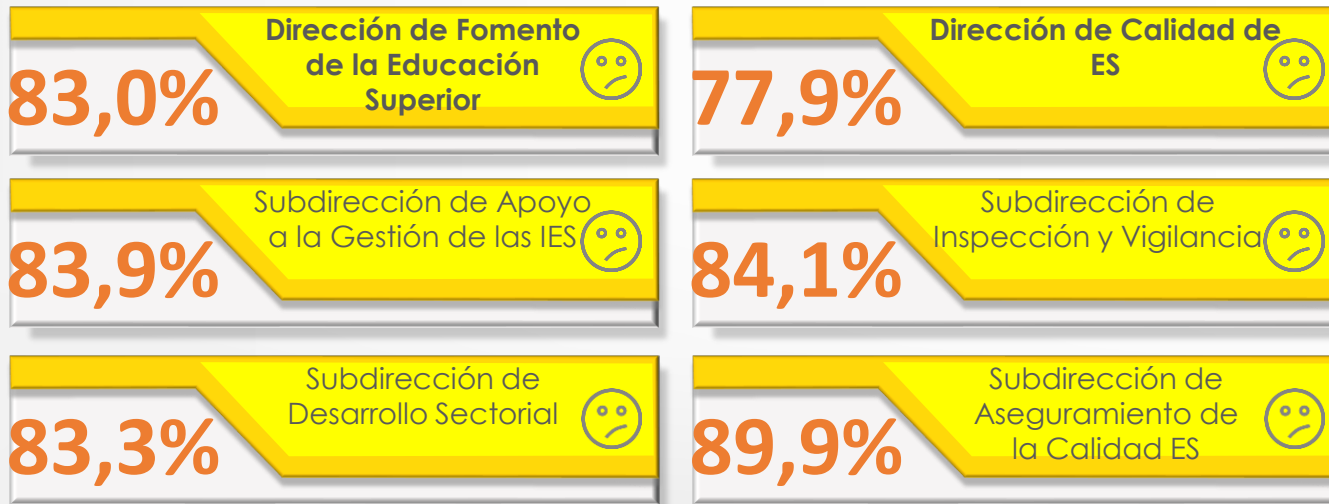 Dirección de Fomento
de la Educación
Superior
83,0%
Dirección de Calidad de
ES
77,9%
Subdirección de Apoyo
a la Gestión de las IES
83,9%
Subdirección de
Inspección y Vigilancia
84,1%
Subdirección de
Desarrollo Sectorial
83,3%
Subdirección de
Aseguramiento de
la Calidad ES
89,9%